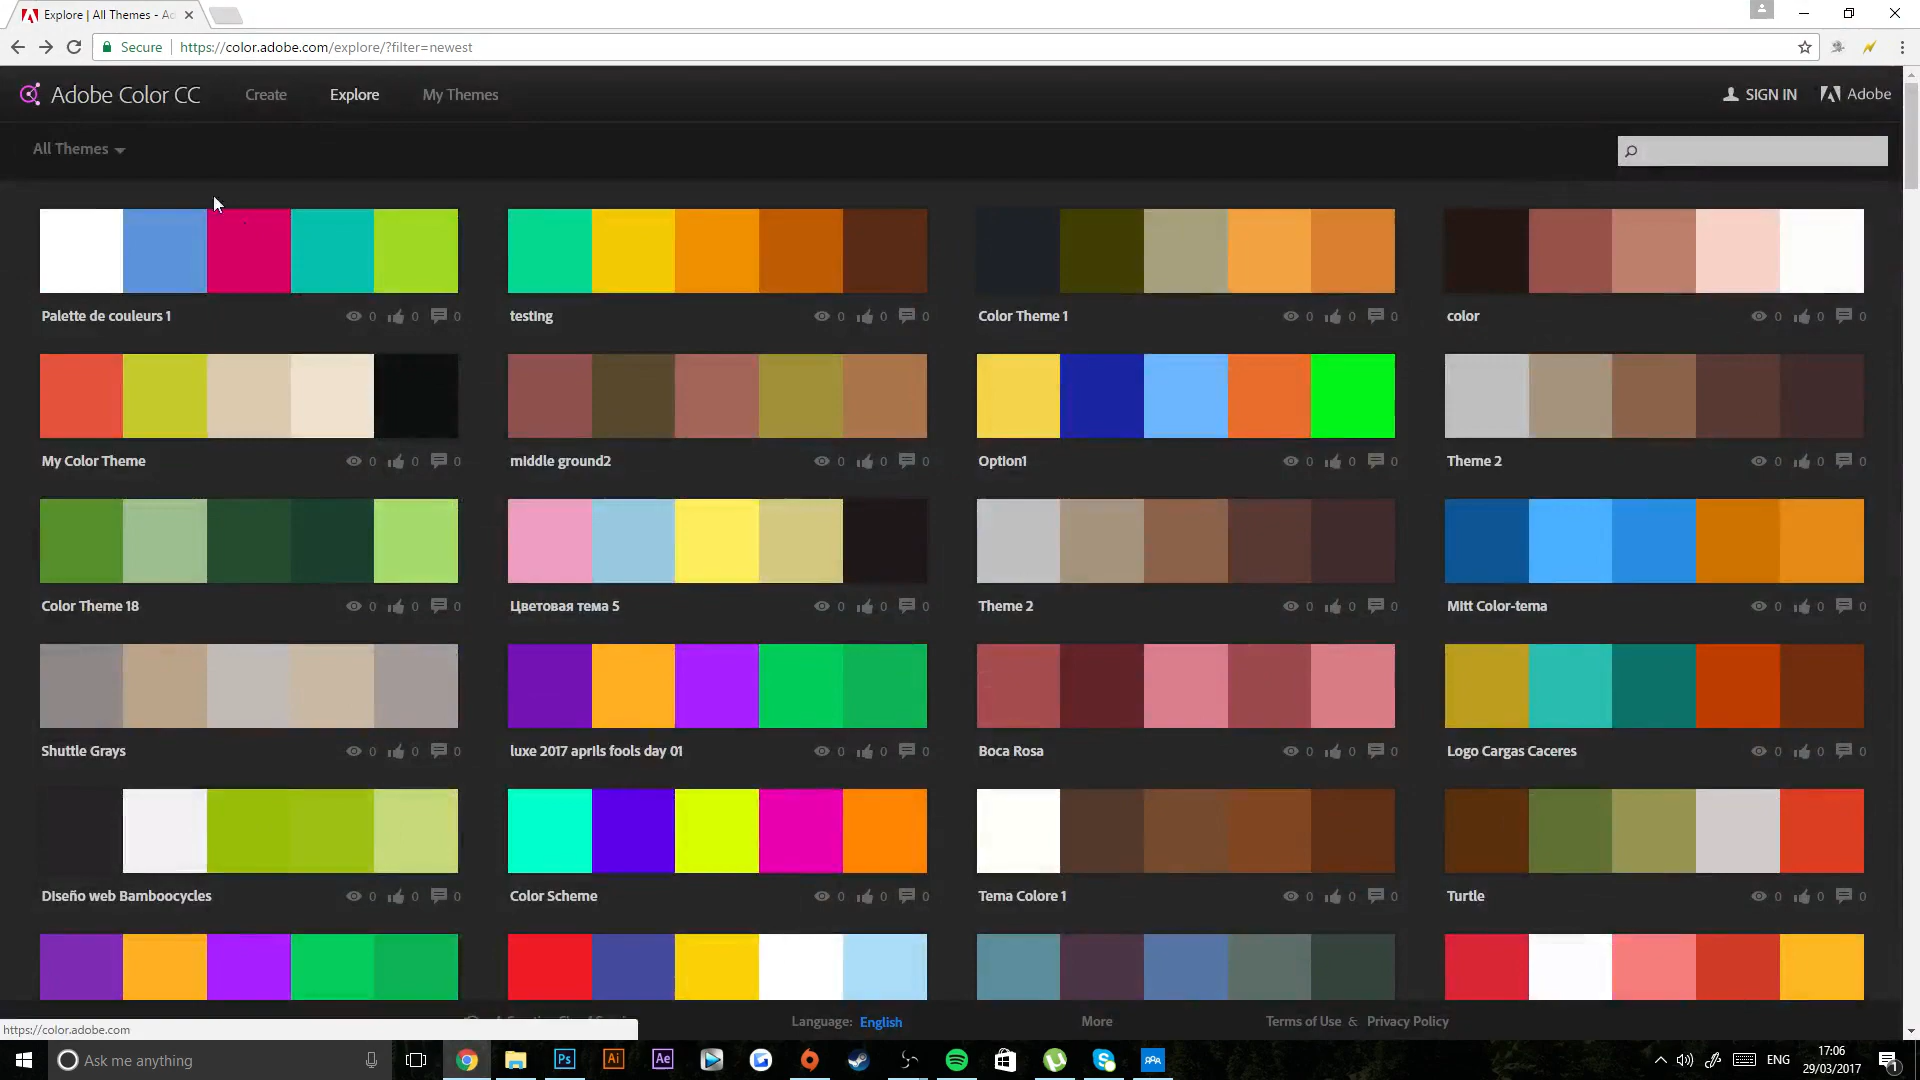 Explore | All Themes - Ad
Secure https://color.adobe.com/explore/?filter=newest
Adobe Color CC Create Explore My Themes SIGN IN Adobe
All Themes
Palette de couleurs 1 0 0 0 testing 0 0 0 Color Theme 1 0 0 0 color 0 0 0
My Color Theme 0 0 0 middle ground2 0 0 0 Option1 0 0 0 Theme 2 0 0 0
Color Theme 18 0 0 0 Цветовая тема 5 0 0 0 Theme 2 0 0 0 Mitt Color-tema 0 0 0
Shuttle Grays 0 0 0 luxe 2017 aprils fools day 01 0 0 0 Boca Rosa 0 0 0 Logo Cargas Caceres 0 0 0
Diseño web Bamboocycles 0 0 0 Color Scheme 0 0 0 Tema Colore 1 0 0 0 Turtle 0 0 0
Language: English More Terms of Use & Privacy Policy
https://color.adobe.com
Ask me anything Ps Ai Ae ENG 17:06
29/03/2017 1